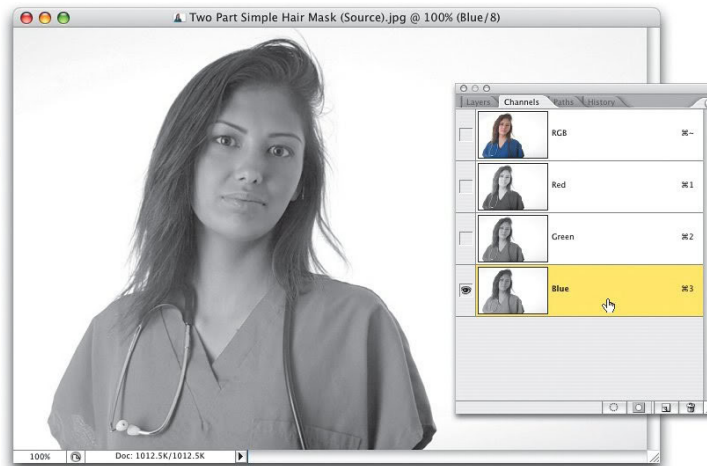 Two Part Simple Hair Mask (Source).jpg @ 100% (Blue/8)
Layers Channels Paths History
RGB ⌘~
Red ⌘1
Green ⌘2
Blue ⌘3
100% Doc: 1012.5K/1012.5K